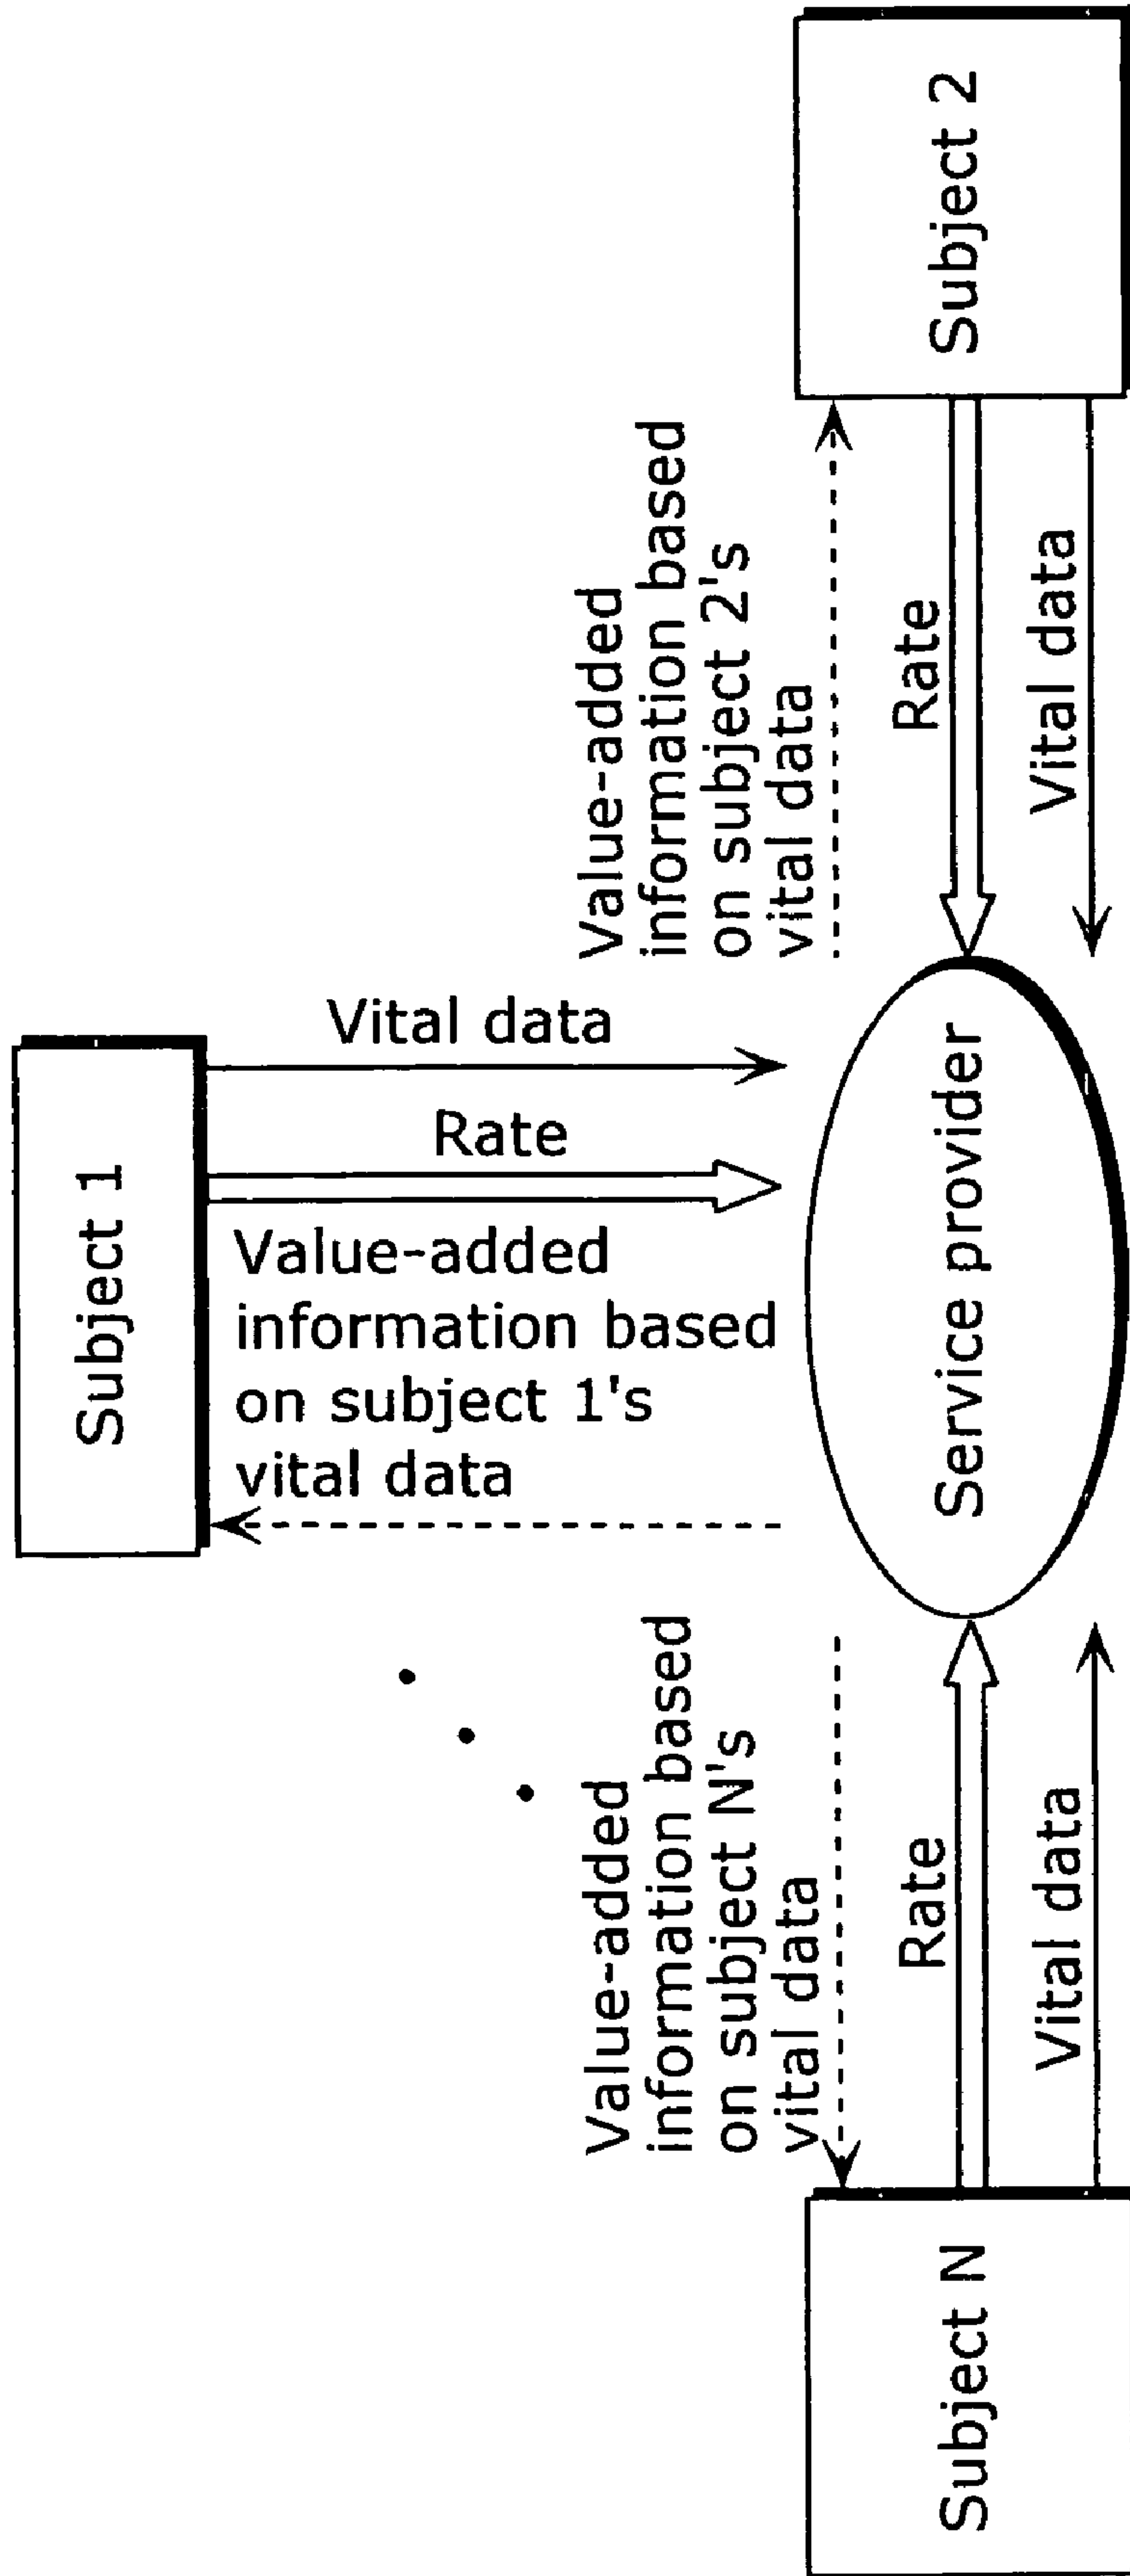 Subject 1
Vital data
Rate
Value-added
information based
on subject 1's
vital data
Value-added
information based
on subject N's
vital data
Rate
Vital data
Subject N
Service provider
Value-added
information based
on subject 2's
vital data
Rate
Vital data
Subject 2